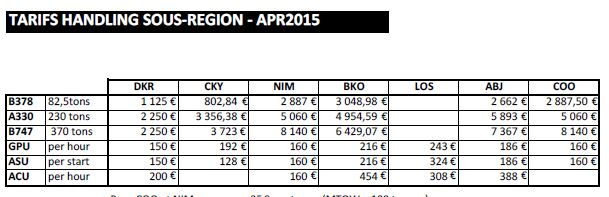 TARIFS HANDLING SOUS-REGION - APR2015
DKR CKY NIM BKO LOS ABJ COO
B378 82,5tons 1 125 € 802,84 € 2 887 € 3 048,98 € 2 662 € 2 887,50 €
A330 230 tons 2 250 € 3 356,38 € 5 060 € 4 954,59 € 5 893 € 5 060 €
B747 370 tons 2 250 € 3 723 € 8 140 € 6 429,07 € 7 367 € 8 140 €
GPU per hour 150 € 192 € 160 € 216 € 243 € 186 € 160 €
ASU per start 150 € 128 € 160 € 216 € 324 € 186 € 160 €
ACU per hour 200 € 160 € 454 € 308 € 388 €